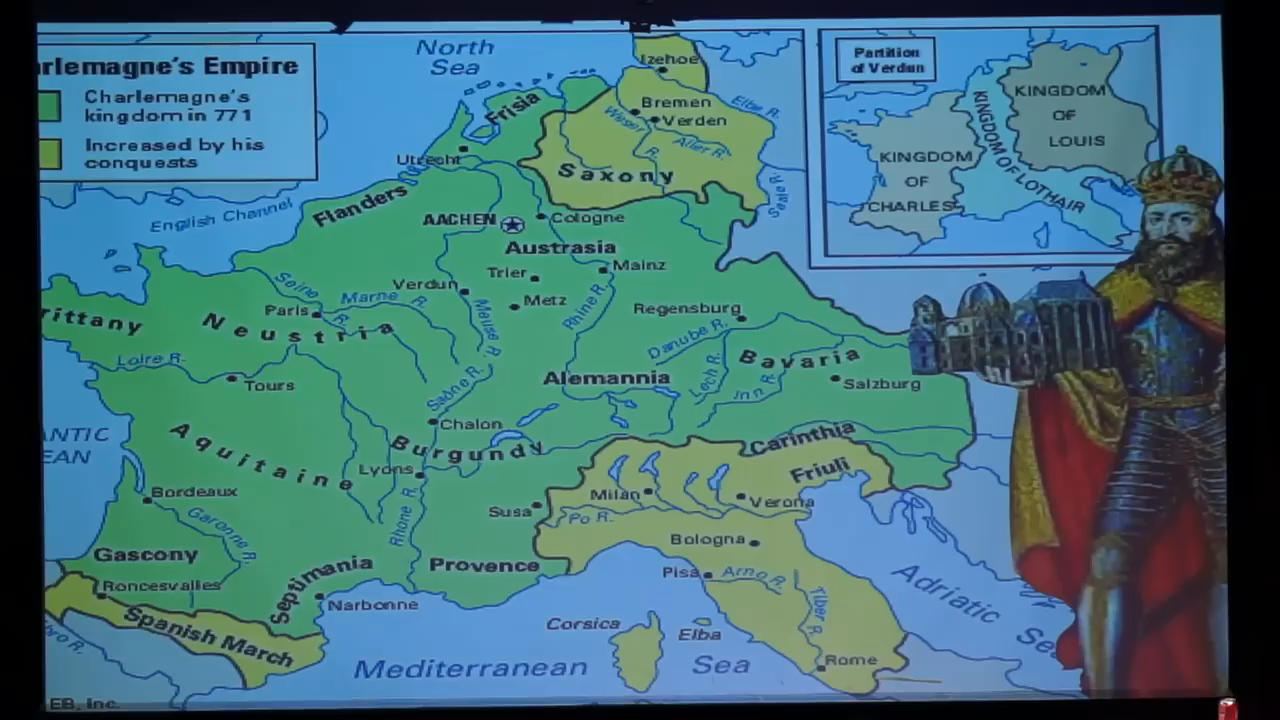 rlemagne's Empire
Charlemagne's
kingdom in 771
Increased by his
conquests
North
Sea
Partition
of Verdun
KINGDOM
OF
LOUIS
KINGDOM OF LOTHAIR
KINGDOM
OF
CHARLES
Izehoe
Bremen
Verden
Elbe R.
Weser
R.
Aller R.
Frisia
Saxony
Saale R.
Utrecht
Flanders
English Channel
AACHEN
Cologne
Austrasia
Trier
Mainz
Verdun
Metz
Seine
R.
Marne R.
Meuse R.
Rhine R.
Paris
rittany
Neustria
Regensburg
Danube R.
Lech R.
Inn R.
Bavaria
Salzburg
Loire R.
Tours
Alemannia
Saône R.
Chalon
Burgundy
Carinthia
Friuli
ANTIC
EAN
Aquitaine
Lyons
Milan
Verona
Bordeaux
Garonne R.
Rhone R.
Susa
Po R.
Bologna
Gascony
Roncesvalles
Septimania
Provence
Pisa
Arno R.
Tiber R.
Adriatic Se
Narbonne
Spanish March
bro R.
Corsica
Elba
Rome
Mediterranean Sea
EB, Inc.